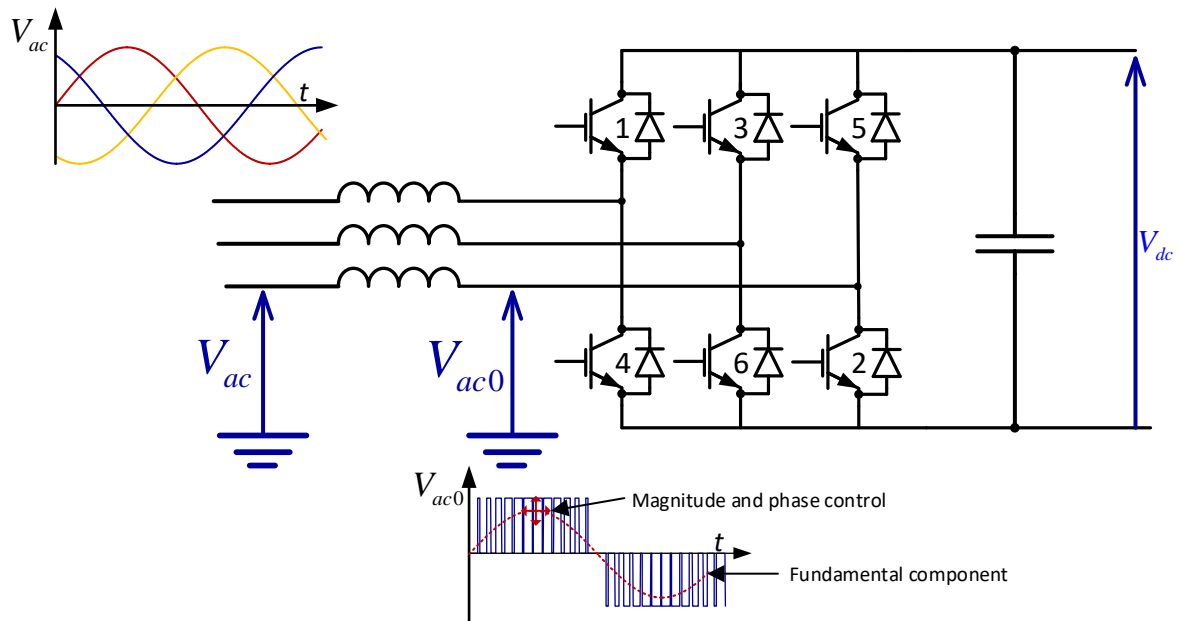 V_ac
t
1 3 5
V_dc
4 6 2
V_ac V_ac0
V_ac0
Magnitude and phase control
t
Fundamental component